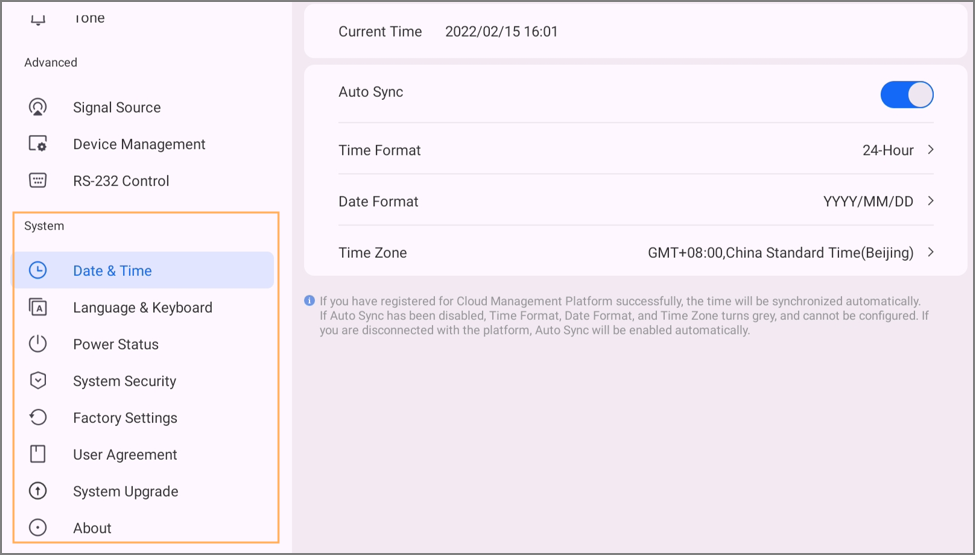 Tone
Advanced
Signal Source
Device Management
RS-232 Control
System
Date & Time
Language & Keyboard
Power Status
System Security
Factory Settings
User Agreement
System Upgrade
About
Current Time 2022/02/15 16:01
Auto Sync
Time Format 24-Hour
Date Format YYYY/MM/DD
Time Zone GMT+08:00,China Standard Time(Beijing)
If you have registered for Cloud Management Platform successfully, the time will be synchronized automatically.
If Auto Sync has been disabled, Time Format, Date Format, and Time Zone turns grey, and cannot be configured. If
you are disconnected with the platform, Auto Sync will be enabled automatically.